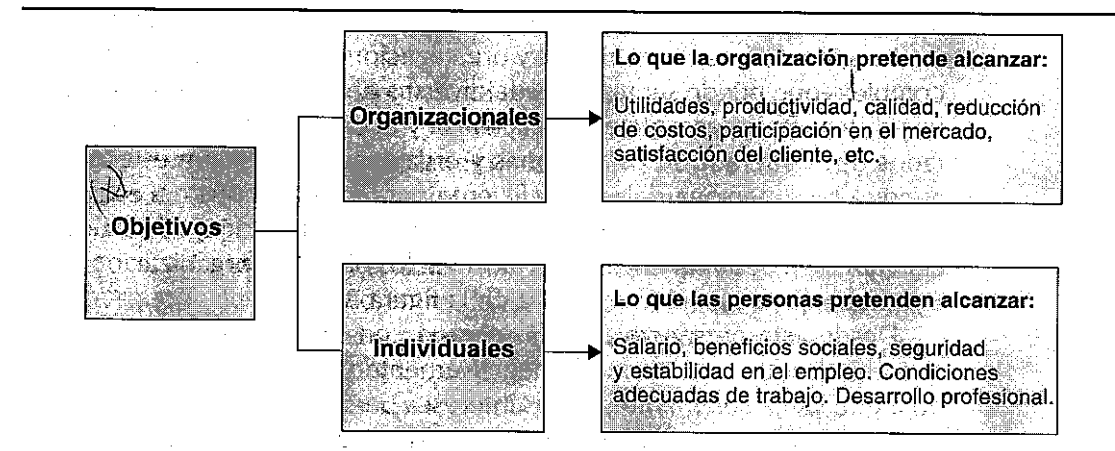 Objetivos
Organizacionales
Lo que la organización pretende alcanzar:
Utilidades, productividad, calidad, reducción
de costos, participación en el mercado,
satisfacción del cliente, etc.
Individuales
Lo que las personas pretenden alcanzar:
Salario, beneficios sociales, seguridad
y estabilidad en el empleo. Condiciones
adecuadas de trabajo. Desarrollo profesional.